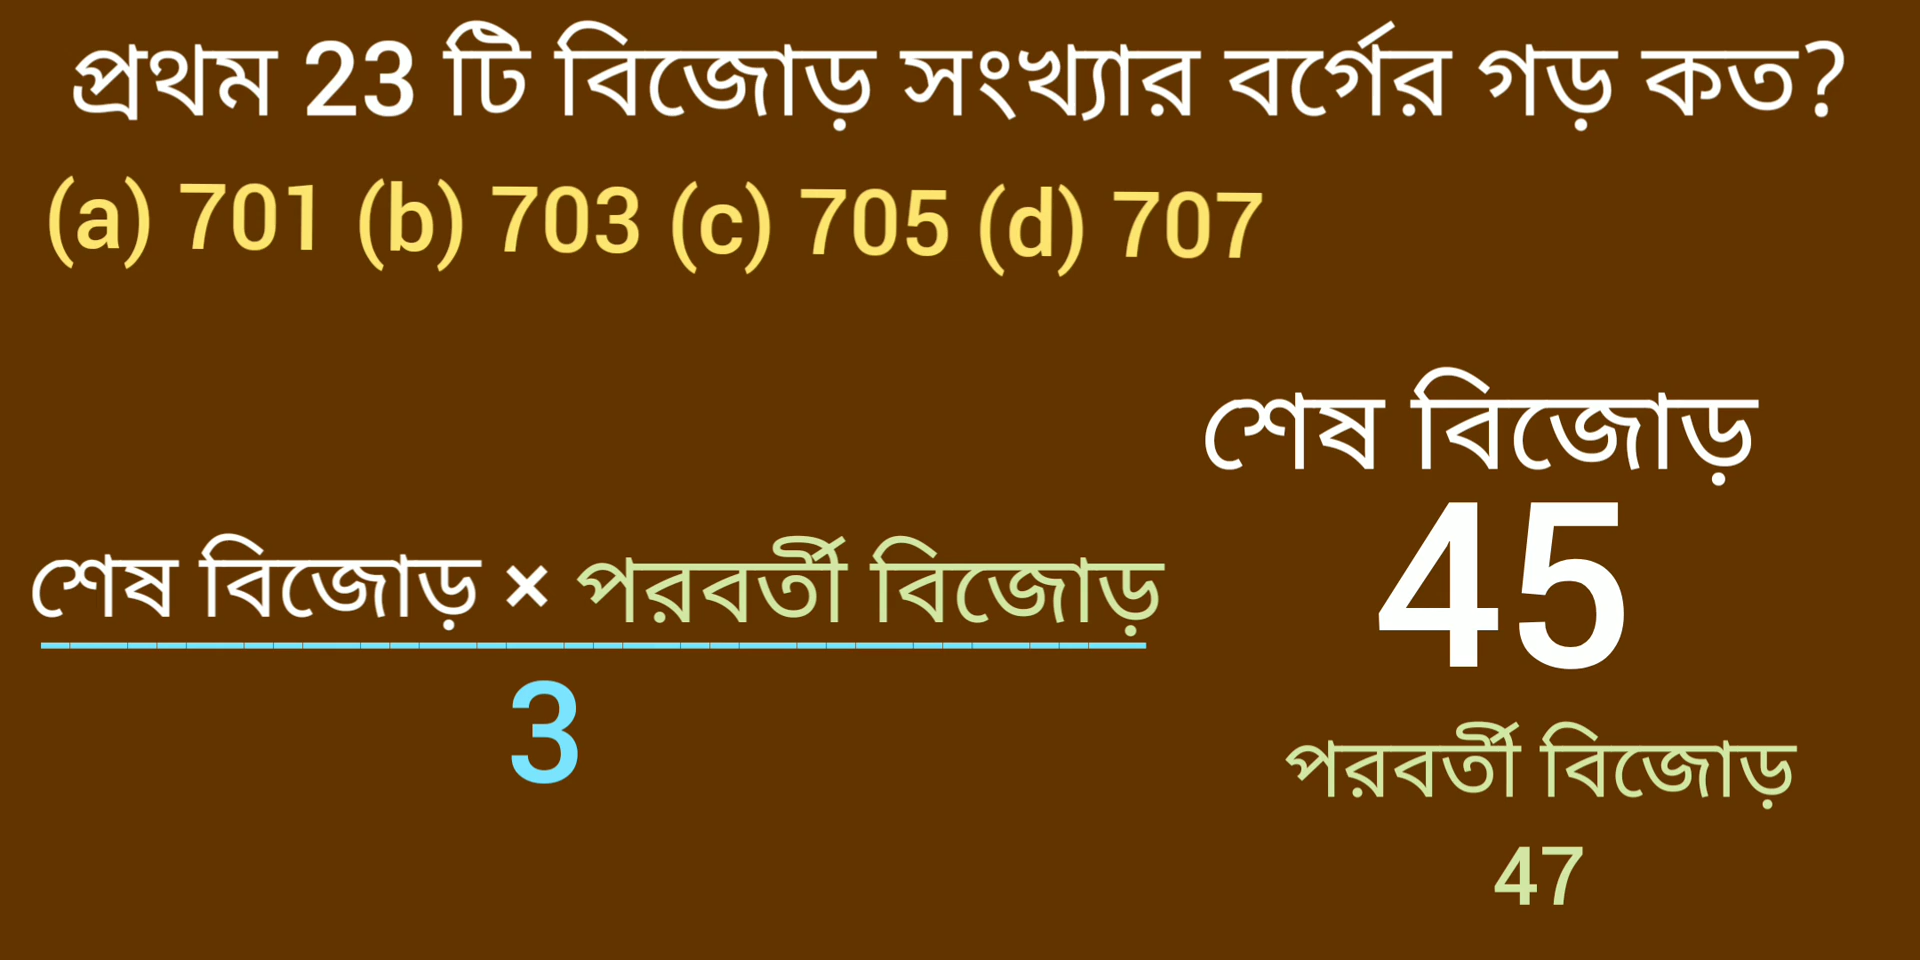 প্রথম 23 টি বিজোড় সংখ্যার বর্গের গড় কত?
(a) 701 (b) 703 (c) 705 (d) 707
শেষ বিজোড়
45
শেষ বিজোড় × পরবর্তী বিজোড়
3
পরবর্তী বিজোড়
47